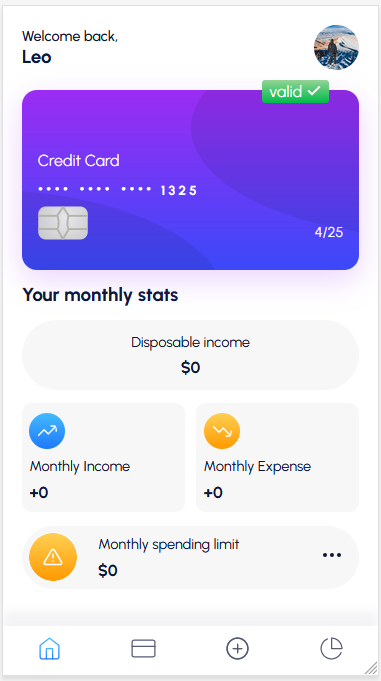 Welcome back,
Leo
valid
Credit Card
•••• •••• •••• 1325
4/25
Your monthly stats
Disposable income
$0
Monthly Income
+0
Monthly Expense
+0
Monthly spending limit
$0